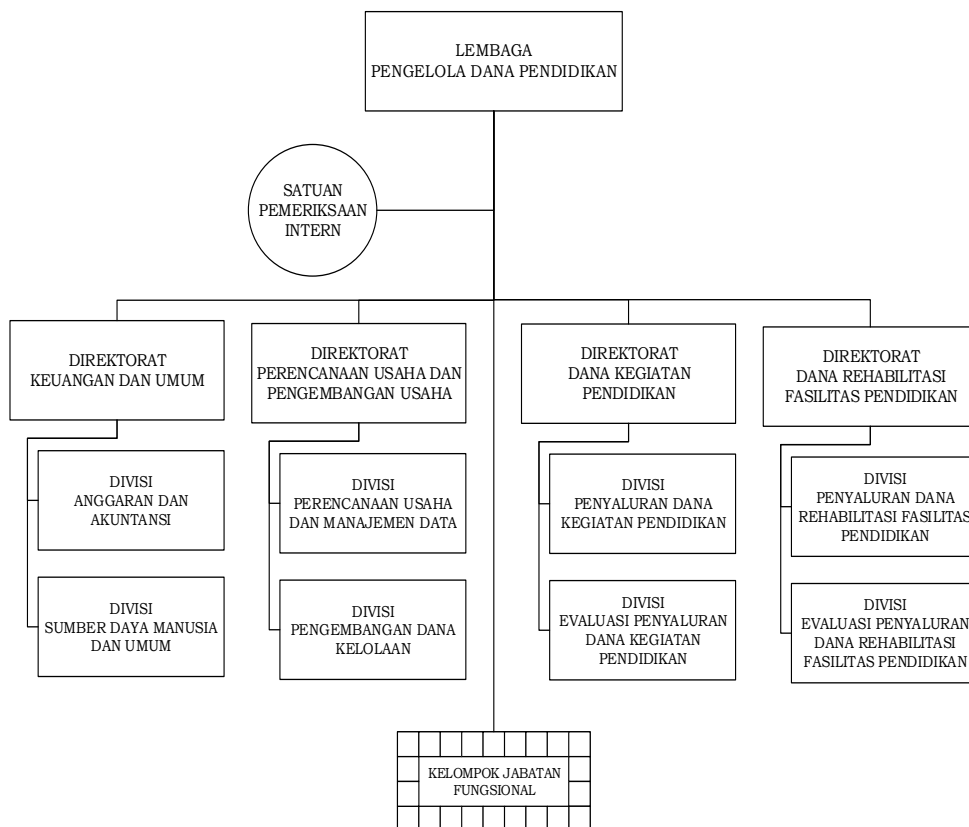 LEMBAGA
PENGELOLA DANA PENDIDIKAN
SATUAN
PEMERIKSAAN
INTERN
DIREKTORAT
KEUANGAN DAN UMUM
DIREKTORAT
PERENCANAAN USAHA DAN
PENGEMBANGAN USAHA
DIREKTORAT
DANA KEGIATAN
PENDIDIKAN
DIREKTORAT
DANA REHABILITASI
FASILITAS PENDIDIKAN
DIVISI
ANGGARAN DAN
AKUNTANSI
DIVISI
PERENCANAAN USAHA
DAN MANAJEMEN DATA
DIVISI
PENYALURAN DANA
KEGIATAN PENDIDIKAN
DIVISI
PENYALURAN DANA
REHABILITASI FASILITAS
PENDIDIKAN
DIVISI
SUMBER DAYA MANUSIA
DAN UMUM
DIVISI
PENGEMBANGAN DANA
KELOLAAN
DIVISI
EVALUASI PENYALURAN
DANA KEGIATAN
PENDIDIKAN
DIVISI
EVALUASI PENYALURAN
DANA REHABILITASI
FASILITAS PENDIDIKAN
KELOMPOK JABATAN
FUNGSIONAL